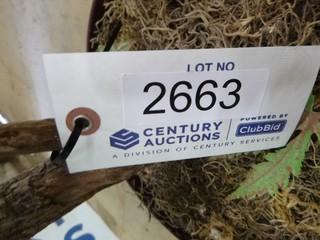 LOT NO
2663
CENTURY AUCTIONS
POWERED BY
ClubBid
A DIVISION OF CENTURY SERVICES